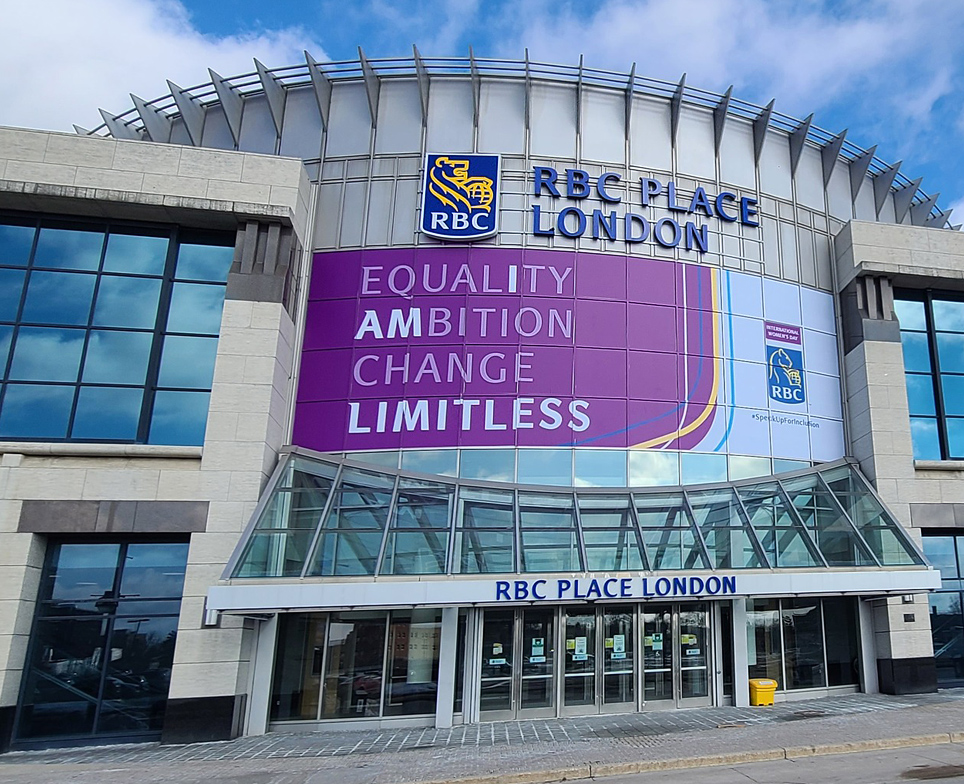 RBC
RBC PLACE
LONDON
EQUALITY
AMBITION
CHANGE
LIMITLESS
INTERNATIONAL
WOMEN'S DAY
RBC
#SpeakUpForInclusion
RBC PLACE LONDON